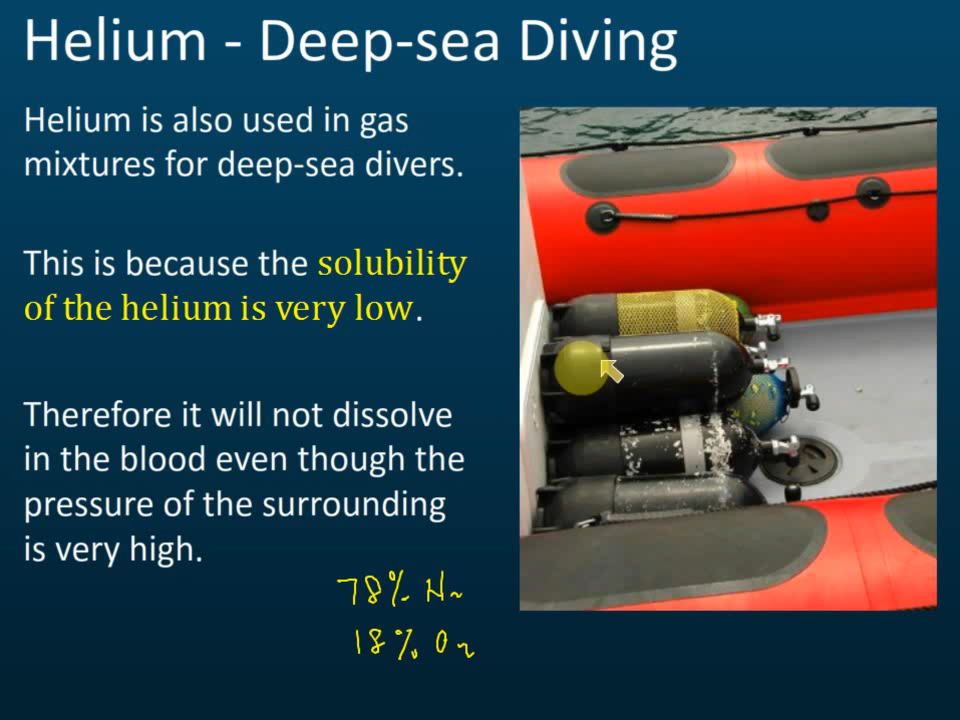 Helium - Deep-sea Diving
Helium is also used in gas
mixtures for deep-sea divers.
This is because the solubility
of the helium is very low.
Therefore it will not dissolve
in the blood even though the
pressure of the surrounding
is very high.
78% N₂
18% O₂